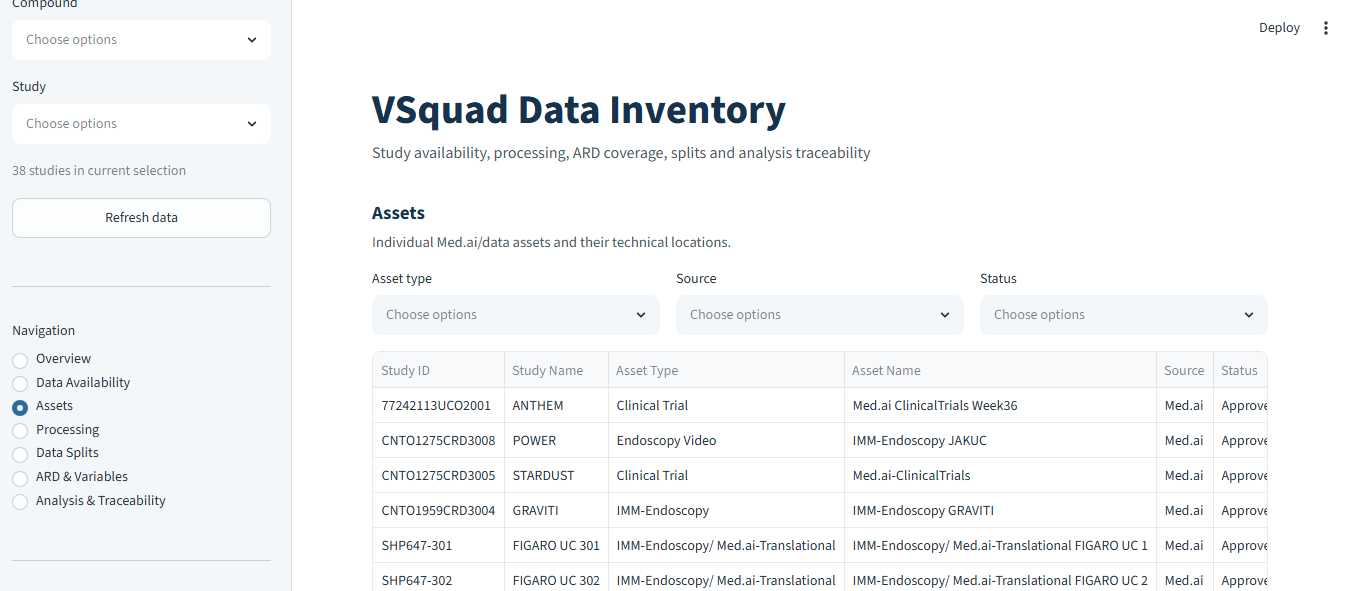 Compound
Choose options
Study
Choose options
38 studies in current selection
Refresh data
Navigation
Overview
Data Availability
Assets
Processing
Data Splits
ARD & Variables
Analysis & Traceability
Deploy
VSquad Data Inventory
Study availability, processing, ARD coverage, splits and analysis traceability
Assets
Individual Med.ai/data assets and their technical locations.
Asset type Source Status
Choose options Choose options Choose options
Study ID Study Name Asset Type Asset Name Source Status
77242113UCO2001 ANTHEM Clinical Trial Med.ai ClinicalTrials Week36 Med.ai Approve
CNTO1275CRD3008 POWER Endoscopy Video IMM-Endoscopy JAKUC Med.ai Approve
CNTO1275CRD3005 STARDUST Clinical Trial Med.ai-ClinicalTrials Med.ai Approve
CNTO1959CRD3004 GRAVITI IMM-Endoscopy IMM-Endoscopy GRAVITI Med.ai Approve
SHP647-301 FIGARO UC 301 IMM-Endoscopy/ Med.ai-Translational IMM-Endoscopy/ Med.ai-Translational FIGARO UC 1 Med.ai Approve
SHP647-302 FIGARO UC 302 IMM-Endoscopy/ Med.ai-Translational IMM-Endoscopy/ Med.ai-Translational FIGARO UC 2 Med.ai Approve